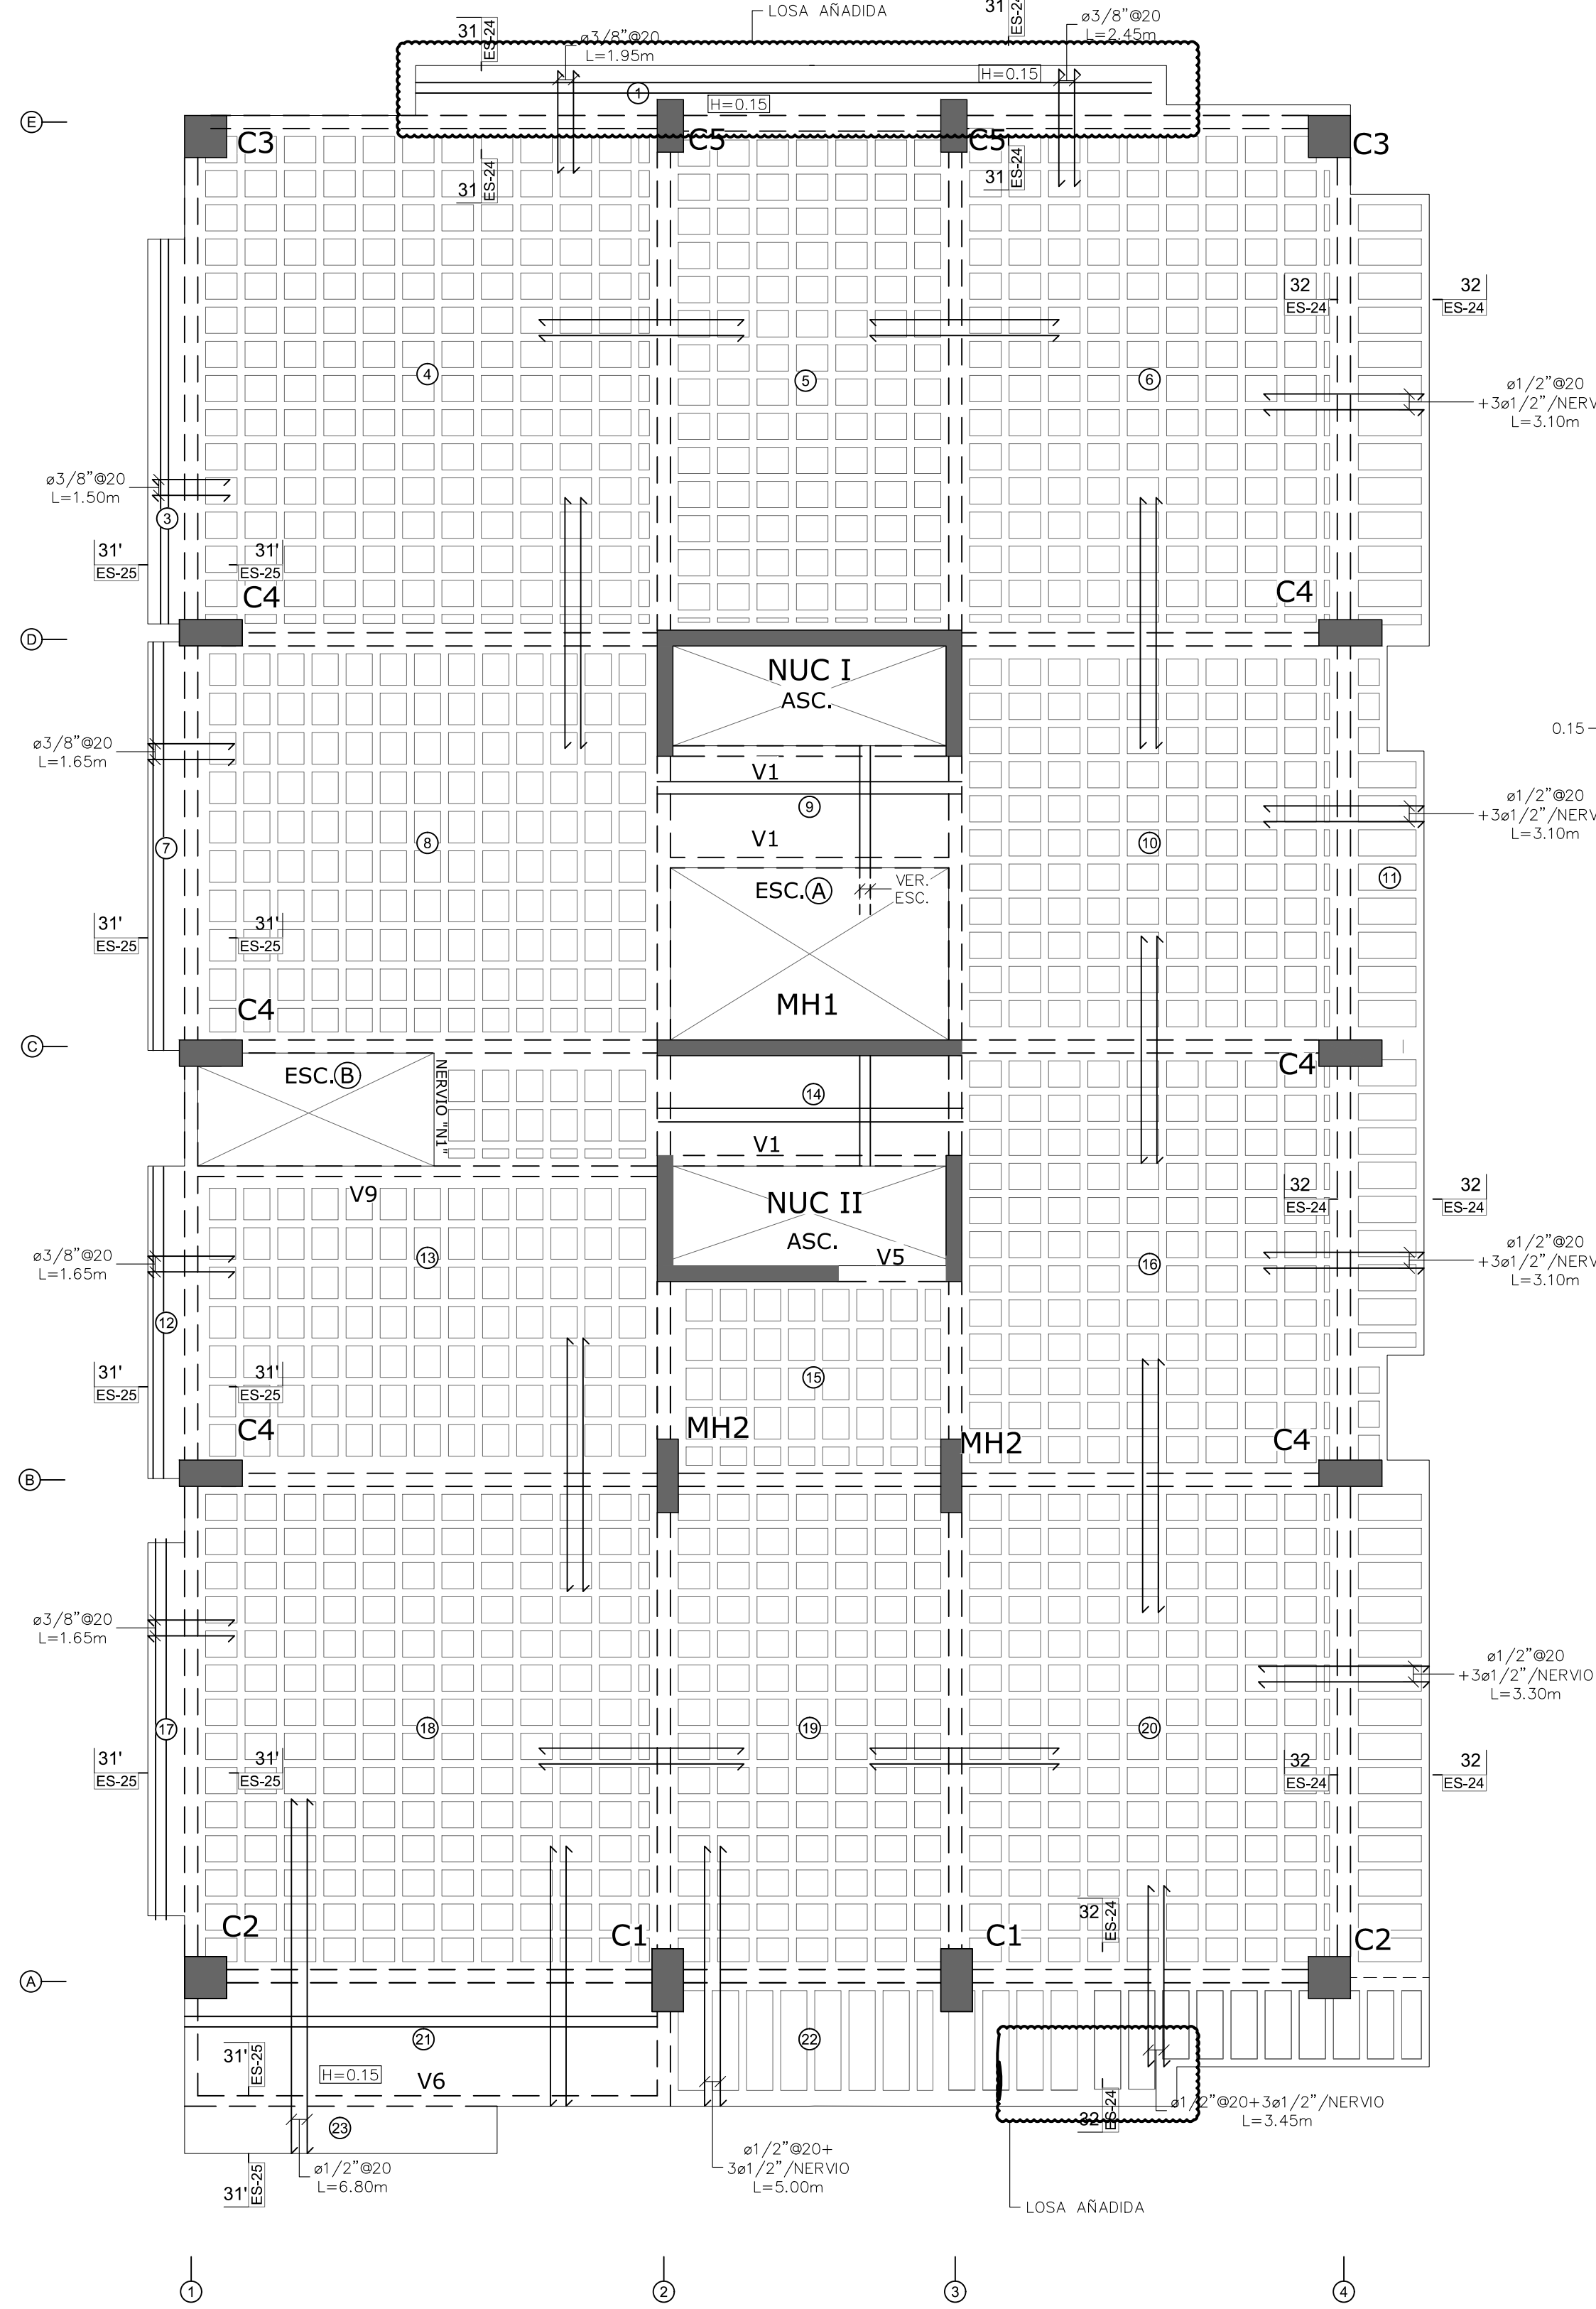 LOSA AÑADIDA
31
ES-24
ø3/8"@20
L=1.95m
31
ES-24
ø3/8"@20
L=2.45m
H=0.15
1
H=0.15
E
C3
C5
C5
C3
31
ES-24
31
ES-24
32
ES-24
32
ES-24
4
5
6
ø1/2"@20
+3ø1/2"/NERV
L=3.10m
ø3/8"@20
L=1.50m
3
31'
ES-25
31'
ES-25
C4
C4
D
NUC I
ASC.
0.15
ø3/8"@20
L=1.65m
V1
9
ø1/2"@20
+3ø1/2"/NERV
L=3.10m
7
8
V1
10
ESC. A
VER.
ESC.
11
31'
ES-25
31'
ES-25
MH1
C4
C
C4
ESC. B
NERVIO "N1"
14
V1
V9
NUC II
ASC.
V5
32
ES-24
32
ES-24
ø3/8"@20
L=1.65m
13
16
ø1/2"@20
+3ø1/2"/NERV
L=3.10m
12
31'
ES-25
31'
ES-25
15
C4
MH2
MH2
C4
B
ø3/8"@20
L=1.65m
ø1/2"@20
+3ø1/2"/NERVIO
L=3.30m
17
18
19
20
31'
ES-25
31'
ES-25
32
ES-24
32
ES-24
C2
C1
C1
32
ES-24
C2
A
21
22
31'
ES-25
H=0.15
V6
23
32
ES-24
ø1/2"@20+3ø1/2"/NERVIO
L=3.45m
31'
ES-25
ø1/2"@20
L=6.80m
ø1/2"@20+
3ø1/2"/NERVIO
L=5.00m
LOSA AÑADIDA
1
2
3
4